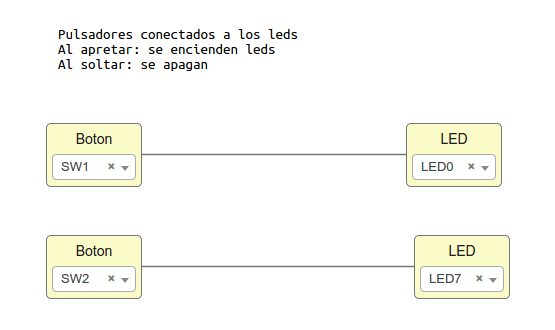 Pulsadores conectados a los leds
Al apretar: se encienden leds
Al soltar: se apagan
Boton
LED
SW1 × 
LED0 ×
Boton
LED
SW2 ×
LED7 ×